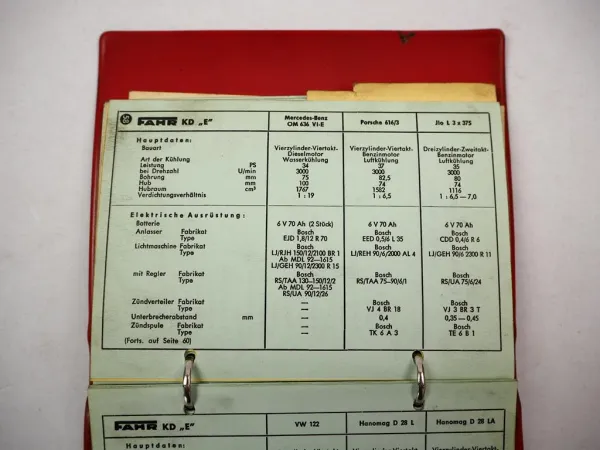 FAHR KD „E" Mercedes-Benz OM 636 VI-E Porsche 616/3 Jlo L 3 x 375
Hauptdaten:
Bauart Vierzylinder-Viertakt-Dieselmotor Vierzylinder-Viertakt-Benzinmotor Dreizylinder-Zweitakt-Benzinmotor
Art der Kühlung Wasserkühlung Luftkühlung Luftkühlung
Leistung PS 34 37 35
bei Drehzahl U/min 3000 3000 3000
Bohrung mm 75 82,5 80
Hub mm 100 74 74
Hubraum cm³ 1767 1582 1116
Verdichtungsverhältnis 1 : 19 1 : 6,5 1 : 6,5 — 7,0
Elektrische Ausrüstung:
Batterie 6 V 70 Ah (2 Stück) 6 V 70 Ah 6 V 70 Ah
Anlasser Fabrikat Bosch Bosch Bosch
Type EJD 1,8/12 R 70 EED 0,5/6 L 35 CDD 0,4/6 R 6
Lichtmaschine Fabrikat Bosch Bosch Bosch
Type LJ/RJH 150/12/2100 BR 1 LJ/REH 90/6/2000 AL 4 LJ/GEH 90/6 2300 R 11
Ab MDL 92—1615
LJ/GEH 90/12/2300 R 15
mit Regler Fabrikat Bosch Bosch Bosch
Type RS/TAA 130—150/12/2 RS/TAA 75—90/6/1 RS/UA 75/6/24
Ab MDL 92—1615
RS/UA 90/12/26
Zündverteiler Fabrikat — Bosch Bosch
Type — VJ 4 BR 18 VJ 3 BR 3 T
Unterbrecherabstand mm — 0,4 0,35 — 0,45
Zündspule Fabrikat — Bosch Bosch
Type — TK 6 A 3 TE 6 B 1
(Forts. auf Seite 60)
FAHR KD „E" VW 122 Hanomag D 28 L Hanomag D 28 LA
Hauptdaten:
Vierzylinder-Viertakt- Vierzylinder-Viertakt- Vierzylinder-Viertakt-